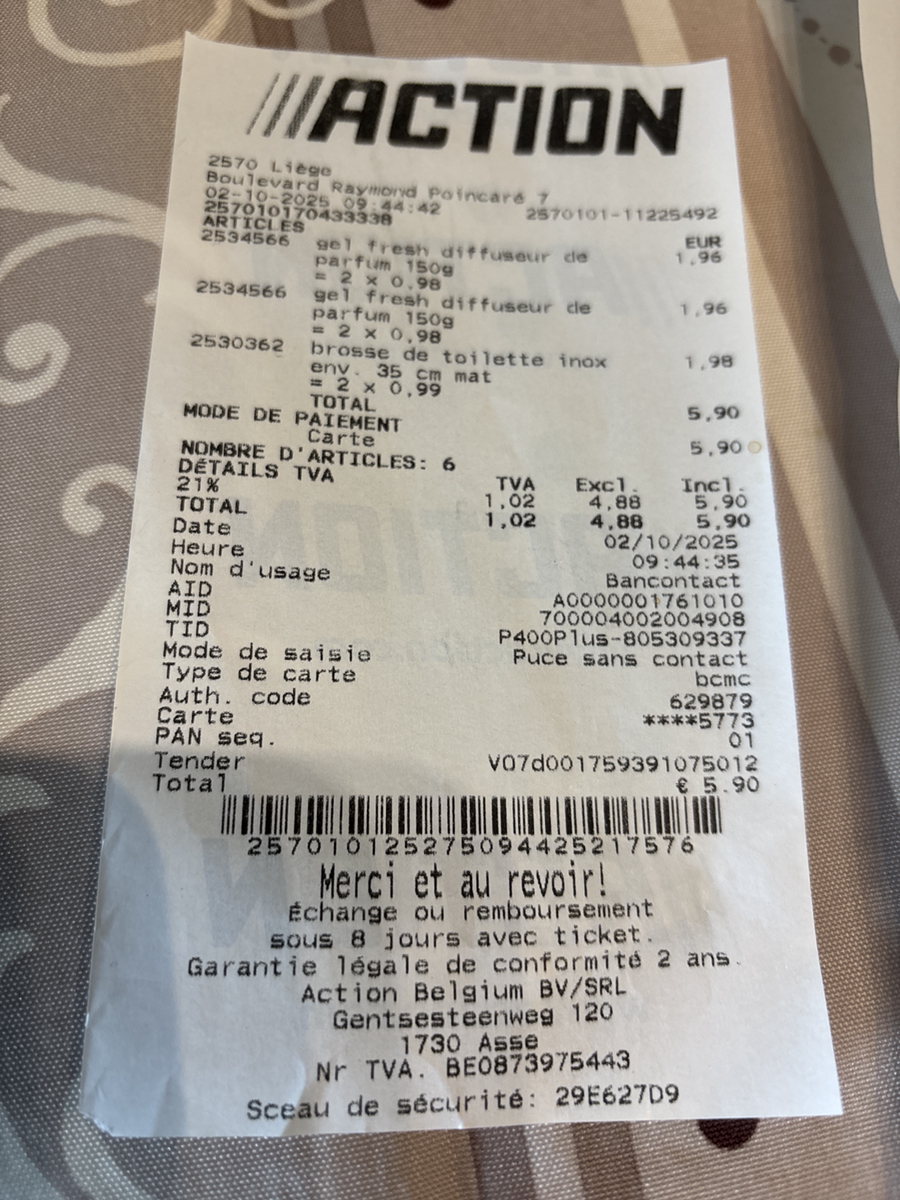 ///ACTION
2570 Liège
Boulevard Raymond Poincaré 7
02-10-2025 09:44:42 2570101-11225492
257010170433338
ARTICLES EUR
2534566 gel fresh diffuseur de 1,96
parfum 150g
= 2 x 0,98
2534566 gel fresh diffuseur de 1,96
parfum 150g
= 2 x 0,98
2530362 brosse de toilette inox 1,98
env. 35 cm mat
= 2 x 0,99
TOTAL 5,90
MODE DE PAIEMENT
Carte 5,90
NOMBRE D'ARTICLES: 6
DÉTAILS TVA TVA Excl. Incl.
21% 1,02 4,88 5,90
TOTAL 1,02 4,88 5,90
Date 02/10/2025
Heure 09:44:35
Nom d'usage Bancontact
AID A0000001761010
MID 700004002004908
TID P400Plus-805309337
Mode de saisie Puce sans contact
Type de carte bcmc
Auth. code 629879
Carte ****5773
PAN seq. 01
Tender V07d001759391075012
Total € 5.90
2570101252750944252​17576
Merci et au revoir!
Échange ou remboursement
sous 8 jours avec ticket.
Garantie légale de conformité 2 ans.
Action Belgium BV/SRL
Gentsesteenweg 120
1730 Asse
Nr TVA. BE0873975443
Sceau de sécurité: 29E627D9